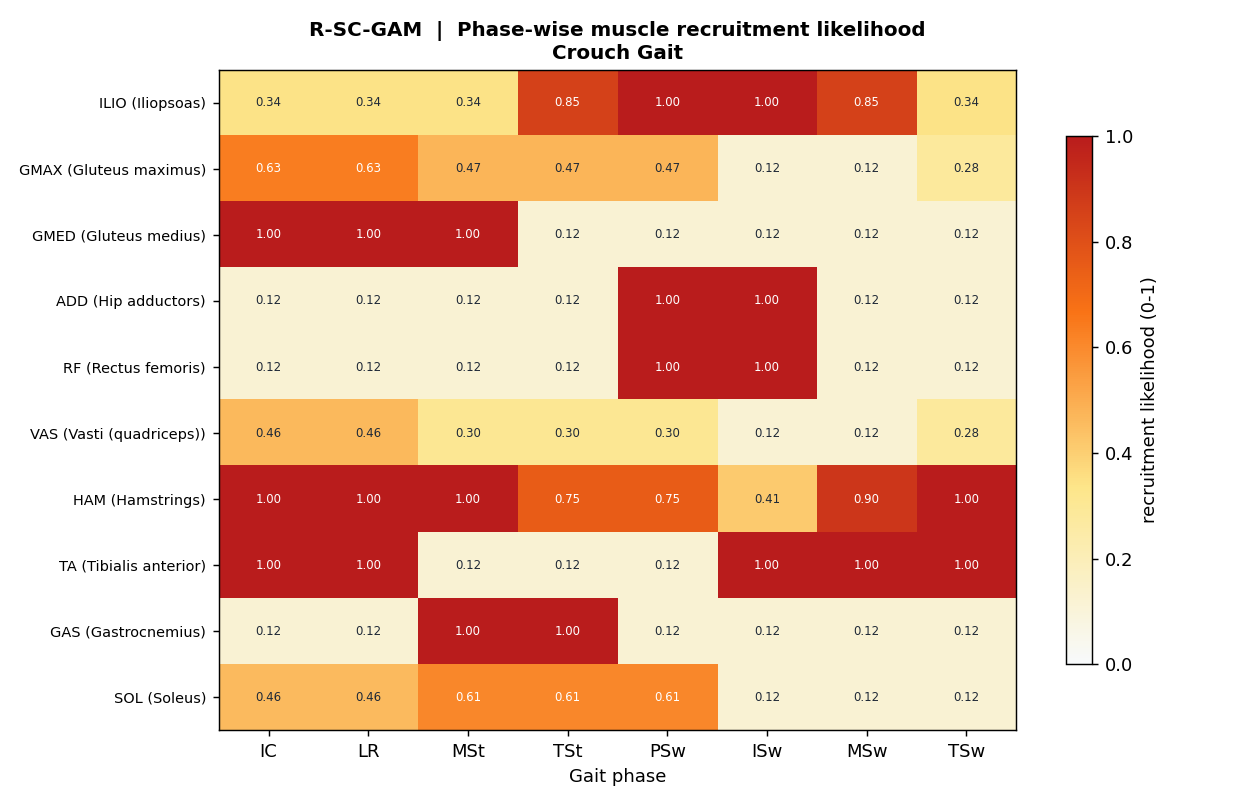 R-SC-GAM | Phase-wise muscle recruitment likelihood
Crouch Gait
ILIO (Iliopsoas) 0.34 0.34 0.34 0.85 1.00 1.00 0.85 0.34
GMAX (Gluteus maximus) 0.63 0.63 0.47 0.47 0.47 0.12 0.12 0.28
GMED (Gluteus medius) 1.00 1.00 1.00 0.12 0.12 0.12 0.12 0.12
ADD (Hip adductors) 0.12 0.12 0.12 0.12 1.00 1.00 0.12 0.12
RF (Rectus femoris) 0.12 0.12 0.12 0.12 1.00 1.00 0.12 0.12
VAS (Vasti (quadriceps)) 0.46 0.46 0.30 0.30 0.30 0.12 0.12 0.28
HAM (Hamstrings) 1.00 1.00 1.00 0.75 0.75 0.41 0.90 1.00
TA (Tibialis anterior) 1.00 1.00 0.12 0.12 0.12 1.00 1.00 1.00
GAS (Gastrocnemius) 0.12 0.12 1.00 1.00 0.12 0.12 0.12 0.12
SOL (Soleus) 0.46 0.46 0.61 0.61 0.61 0.12 0.12 0.12
IC LR MSt TSt PSw ISw MSw TSw
Gait phase
1.0
0.8
0.6
0.4
0.2
0.0
recruitment likelihood (0-1)